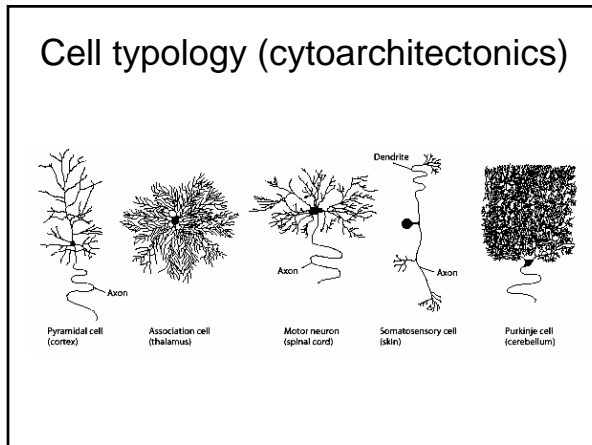 Cell typology (cytoarchitectonics)
Dendrite
Axon
Axon
Axon
Pyramidal cell
(cortex)
Association cell
(thalamus)
Motor neuron
(spinal cord)
Somatosensory cell
(skin)
Purkinje cell
(cerebellum)